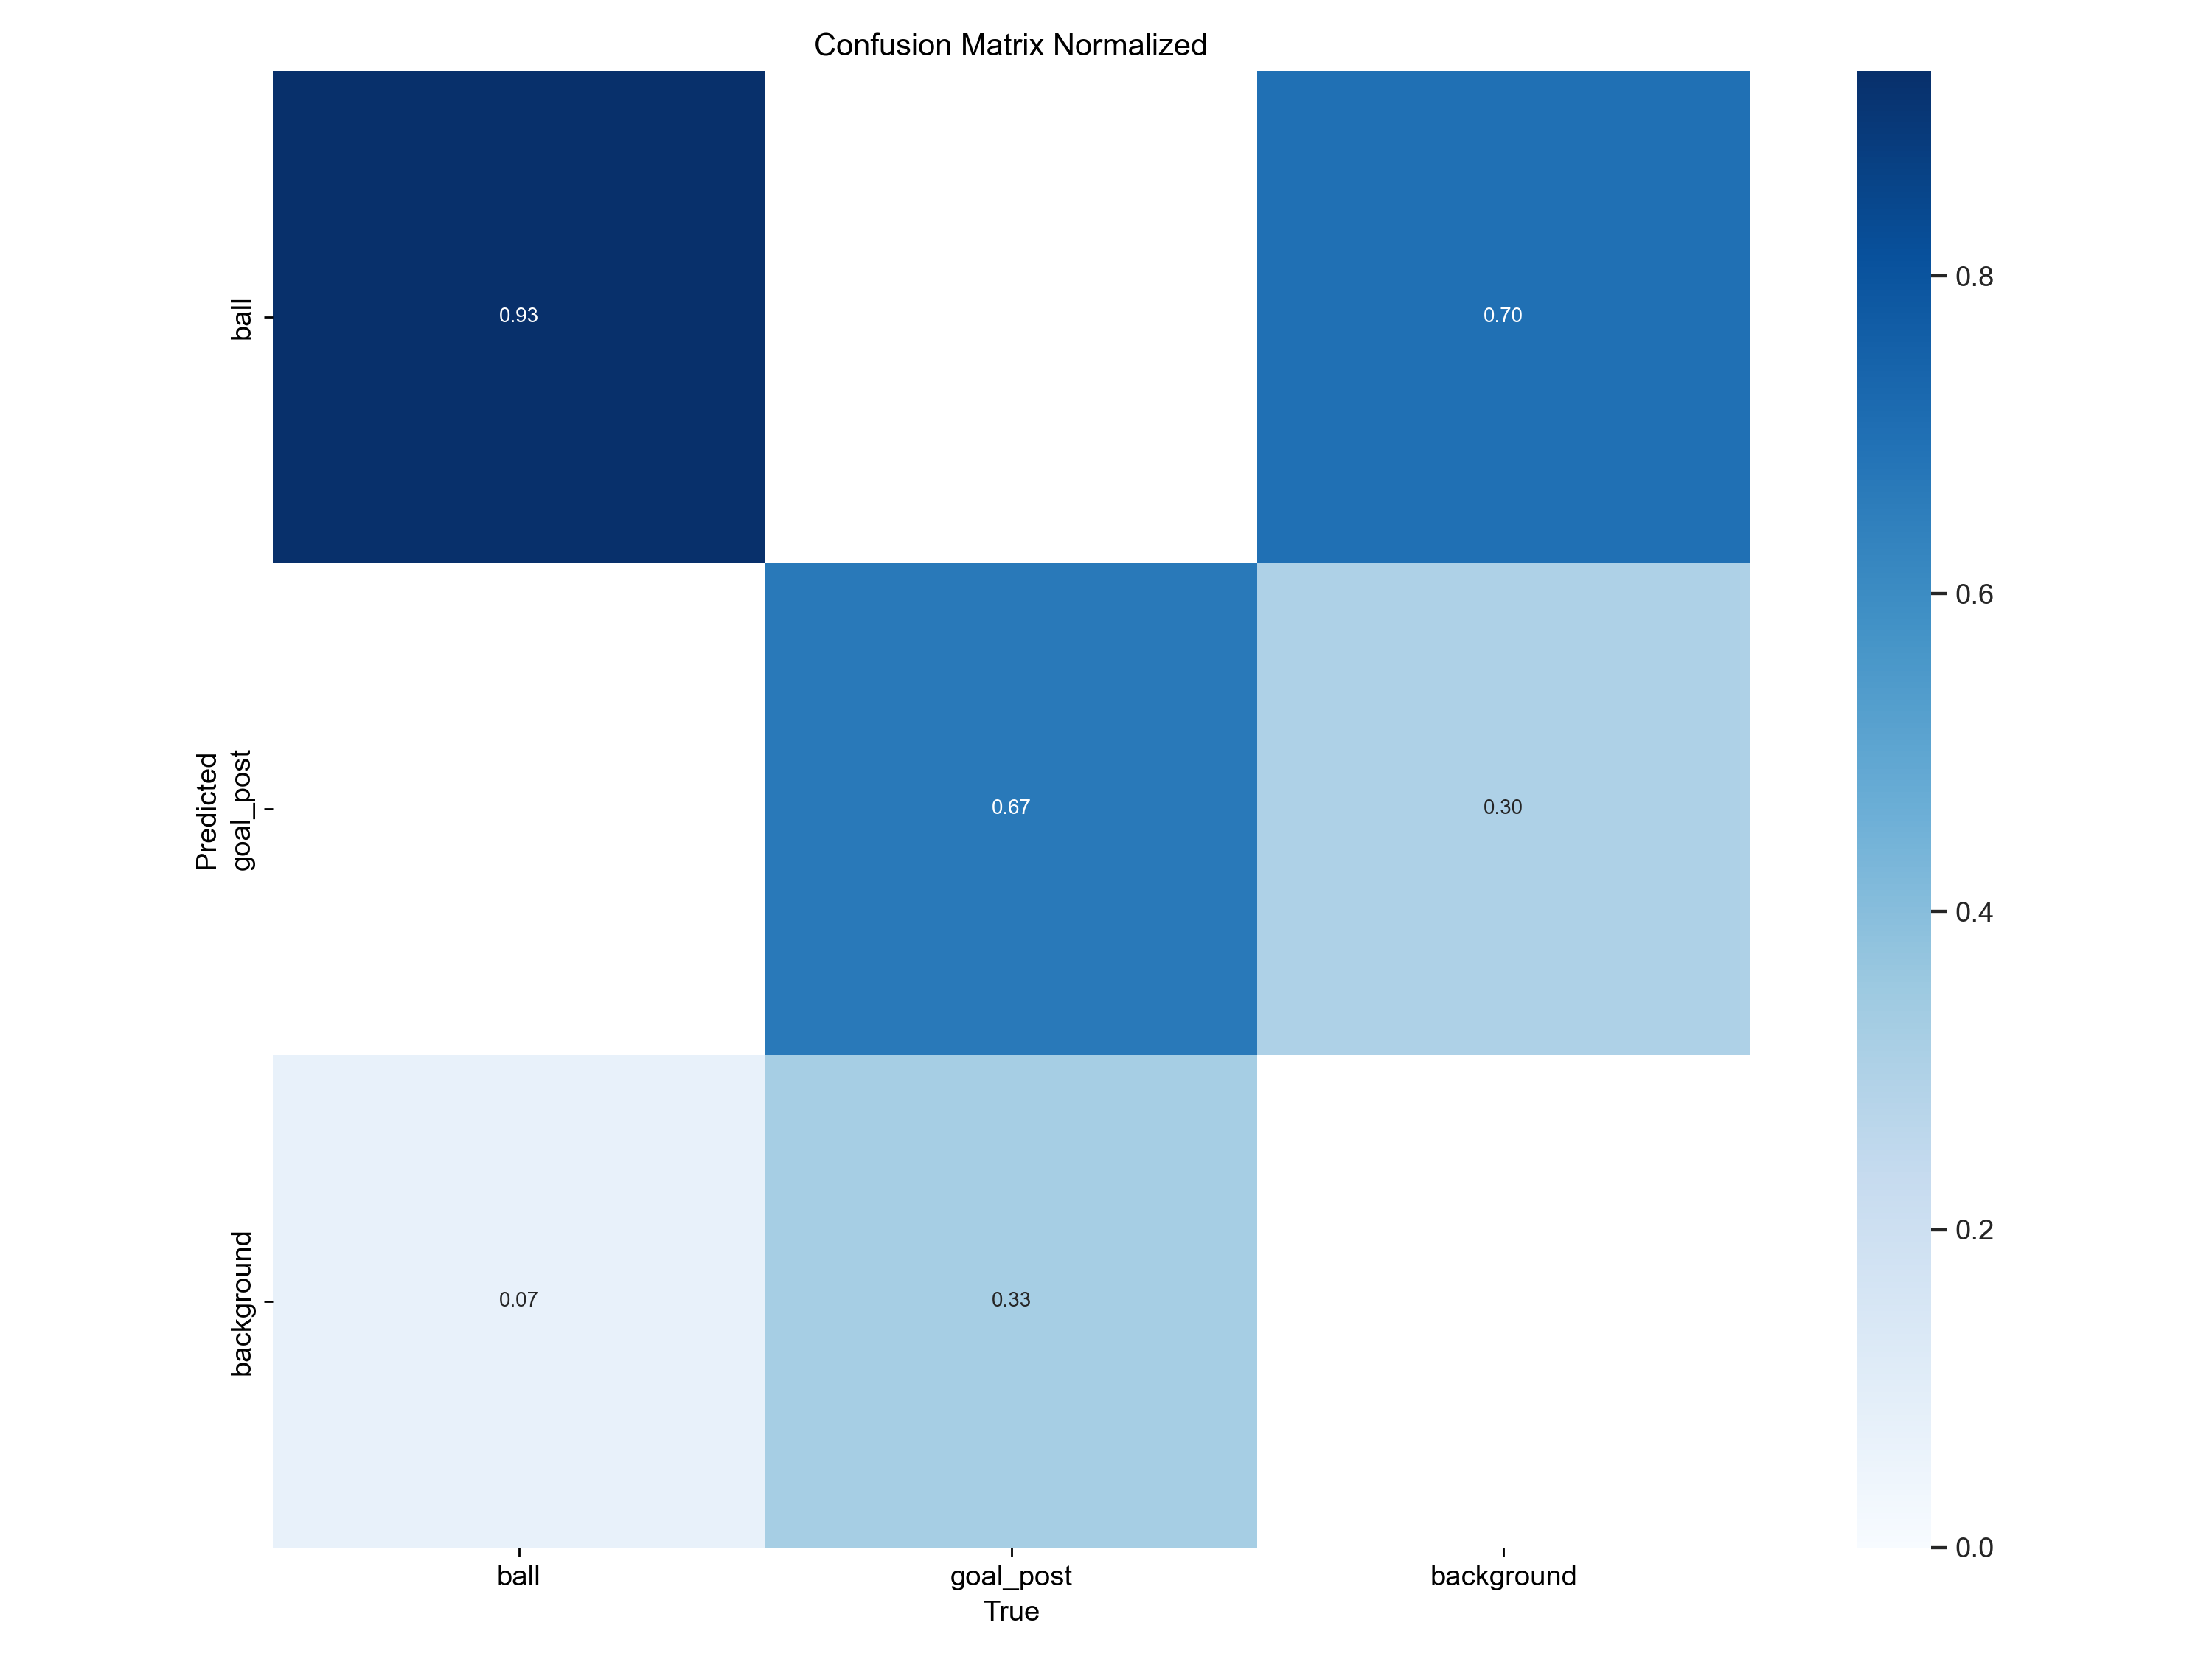 Confusion Matrix Normalized
ball
0.93
0.70
0.8
0.6
Predicted
goal_post
0.67
0.30
0.4
background
0.07
0.33
0.2
0.0
ball
goal_post
background
True